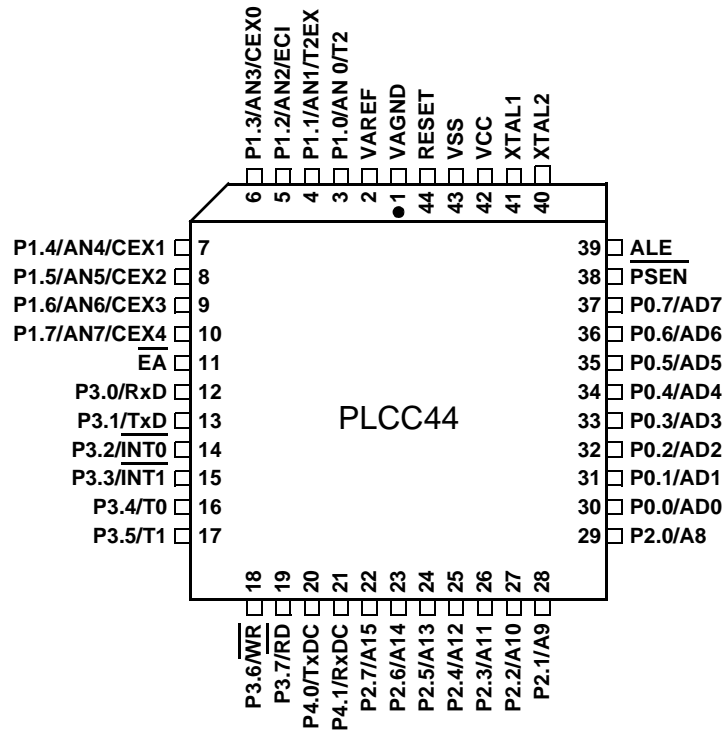 P1.3/AN3/CEX0
P1.2/AN2/ECI
P1.1/AN1/T2EX
P1.0/AN 0/T2
VAREF
VAGND
RESET
VSS
VCC
XTAL1
XTAL2
6 5 4 3 2 1 44 43 42 41 40
P1.4/AN4/CEX1 7
P1.5/AN5/CEX2 8
P1.6/AN6/CEX3 9
P1.7/AN7/CEX4 10
EA 11
P3.0/RxD 12
P3.1/TxD 13
P3.2/INT0 14
P3.3/INT1 15
P3.4/T0 16
P3.5/T1 17
PLCC44
39 ALE
38 PSEN
37 P0.7/AD7
36 P0.6/AD6
35 P0.5/AD5
34 P0.4/AD4
33 P0.3/AD3
32 P0.2/AD2
31 P0.1/AD1
30 P0.0/AD0
29 P2.0/A8
18 19 20 21 22 23 24 25 26 27 28
P3.6/WR
P3.7/RD
P4.0/TxDC
P4.1/RxDC
P2.7/A15
P2.6/A14
P2.5/A13
P2.4/A12
P2.3/A11
P2.2/A10
P2.1/A9